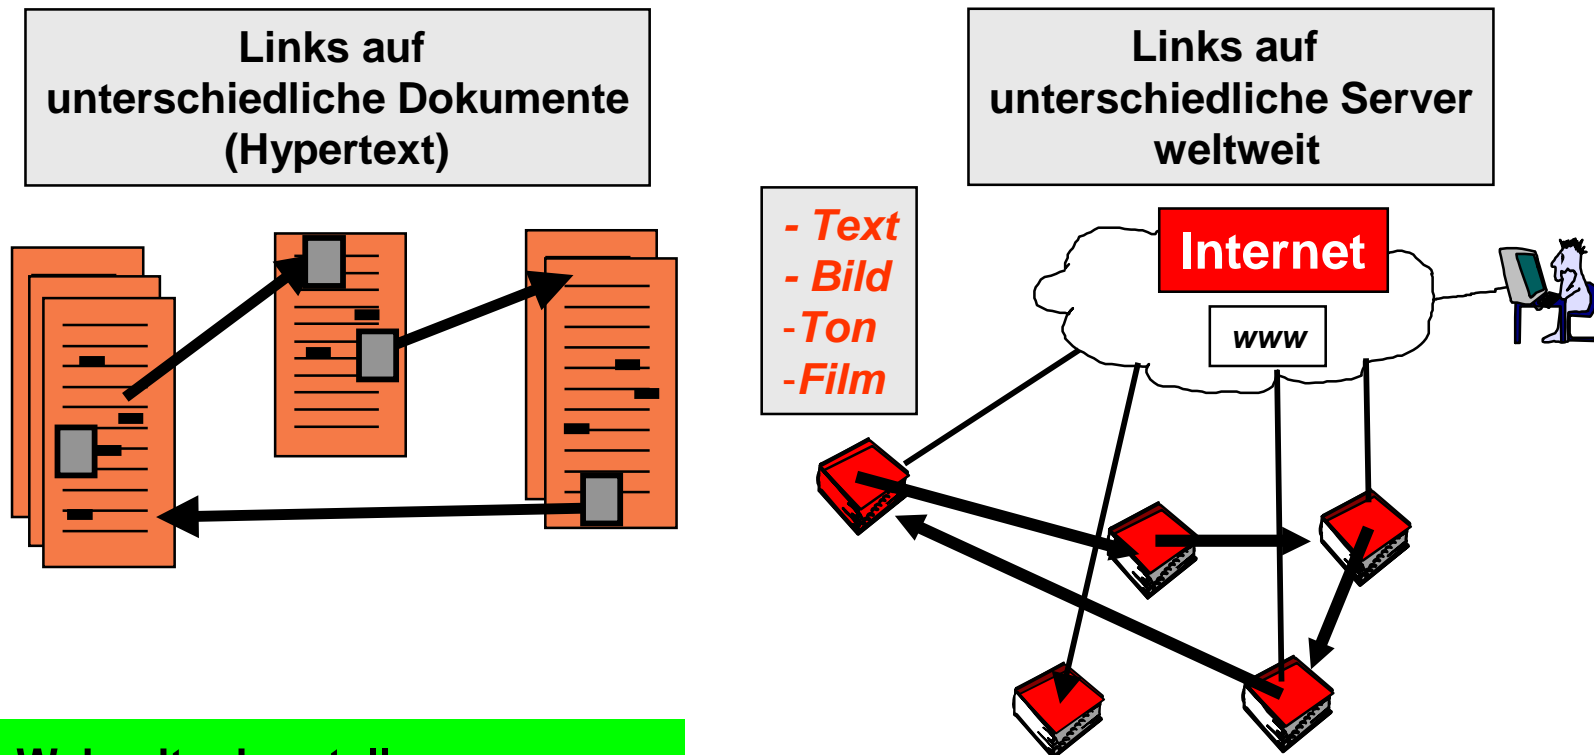 Links auf
unterschiedliche Dokumente
(Hypertext)
Links auf
unterschiedliche Server
weltweit
- Text
- Bild
-Ton
-Film
Internet
www